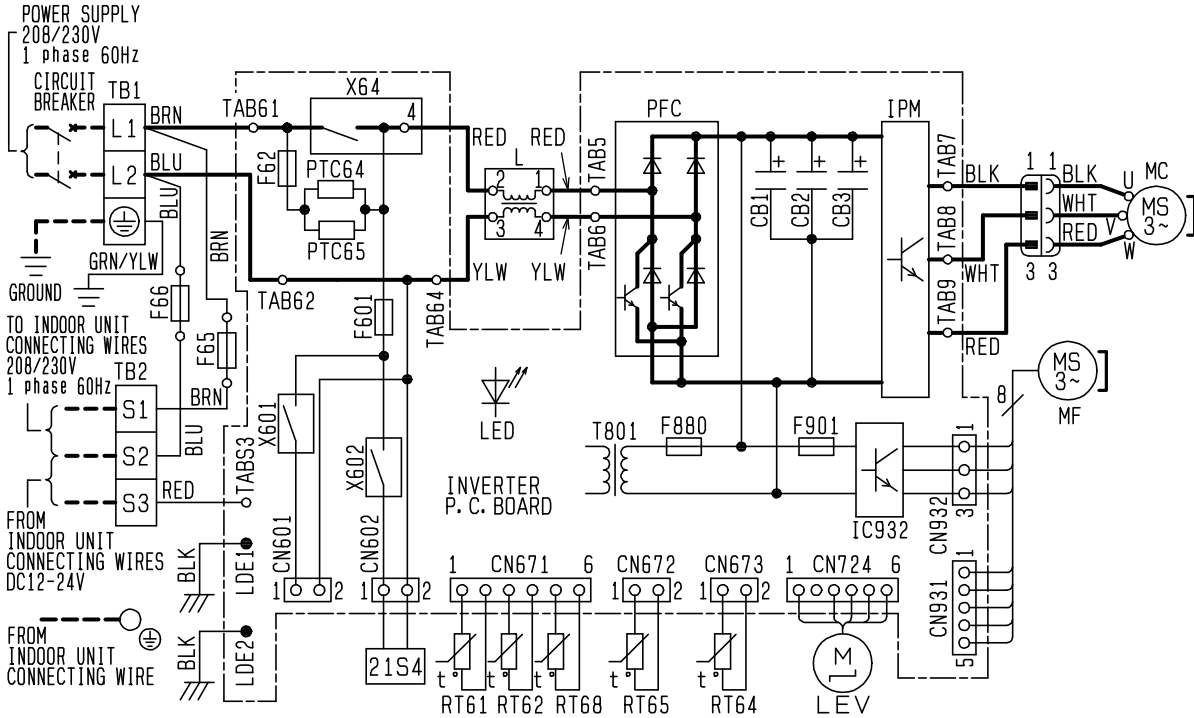 POWER SUPPLY
208/230V
1 phase 60Hz
CIRCUIT
BREAKER
TB1
L1
L2
BRN
BLU
BLU
BRN
GRN/YLW
GROUND
F66
F65
TO INDOOR UNIT
CONNECTING WIRES
208/230V
1 phase 60Hz
TB2
S1
S2
S3
BRN
BLU
RED
FROM
INDOOR UNIT
CONNECTING WIRES
DC12-24V
FROM
INDOOR UNIT
CONNECTING WIRE
BLK
BLK
TABS3
LDE1
LDE2
TAB61
X64
4
F62
PTC64
PTC65
TAB62
F601
TAB64
RED
YLW
L
2 1
3 4
RED
YLW
TAB5
TAB6
PFC
CB1
+
CB2
+
CB3
+
IPM
TAB7
TAB8
TAB9
BLK
WHT
RED
1 1
3 3
BLK
WHT
RED
U
V
W
MC
MS
3~
MS
3~
MF
8
X601
X602
LED
INVERTER
P.C.BOARD
T801
F880
F901
IC932
CN932
1
3
CN931
1
5
CN601
1 2
CN602
1 2
21S4
1 CN671 6
CN672
1 2
CN673
1 2
1 CN724 6
t°
t°
t°
t°
t°
RT61
RT62
RT68
RT65
RT64
M
LEV